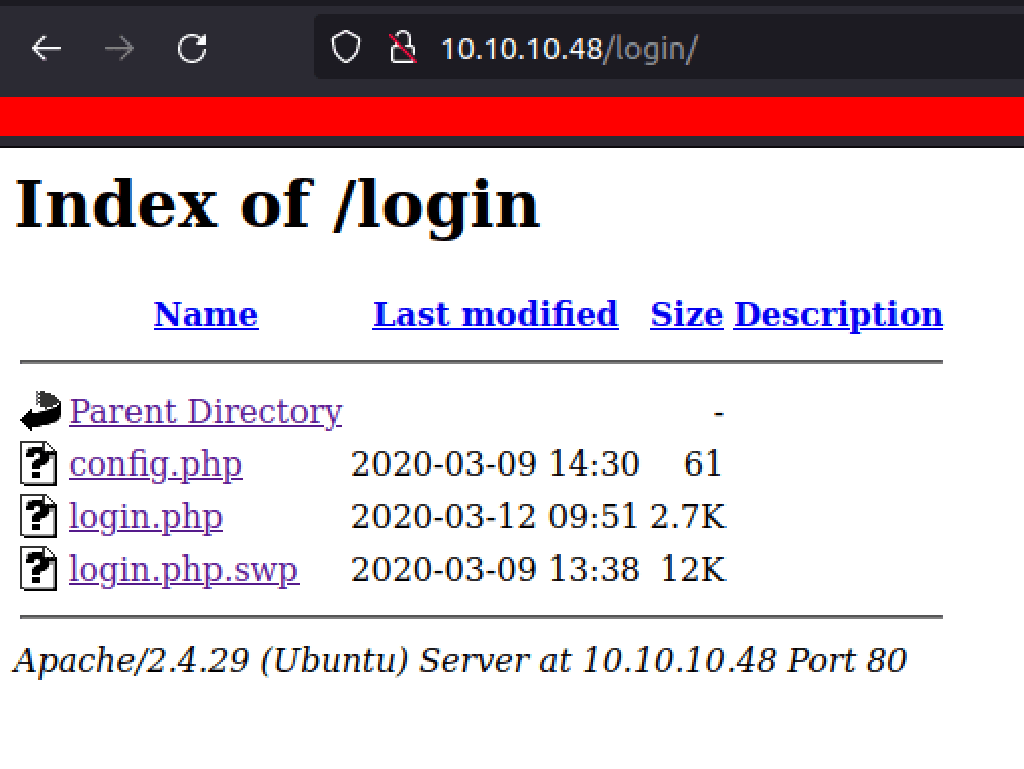 10.10.10.48/login/
Index of /login
Name Last modified Size Description
Parent Directory -
config.php 2020-03-09 14:30 61
login.php 2020-03-12 09:51 2.7K
login.php.swp 2020-03-09 13:38 12K
Apache/2.4.29 (Ubuntu) Server at 10.10.10.48 Port 80